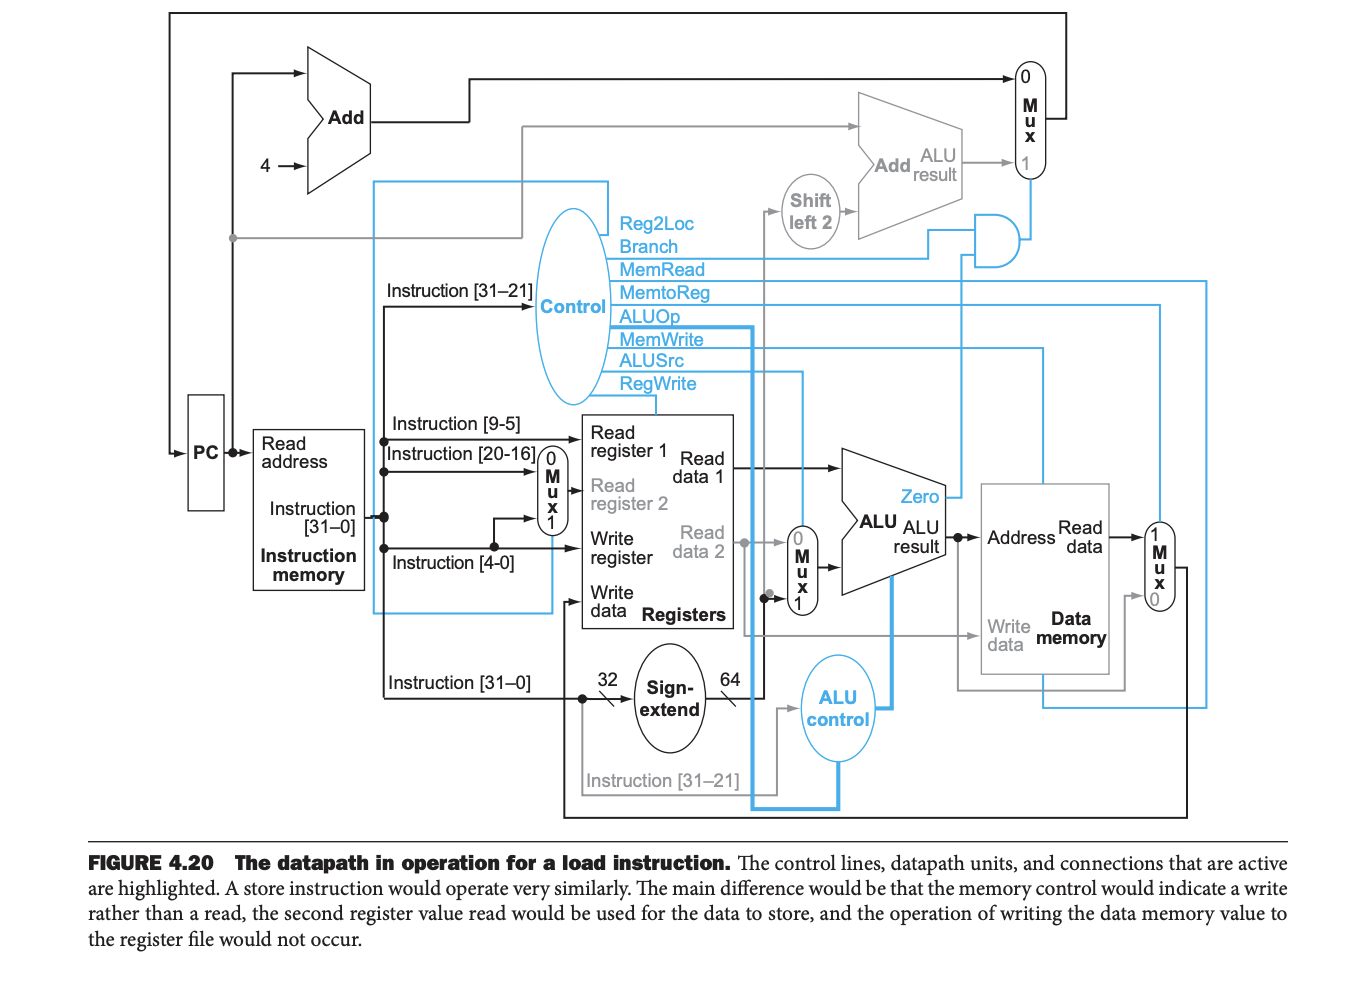 0
M
u
x
1
Add
4
Add
ALU
result
Shift
left 2
Reg2Loc
Branch
MemRead
MemtoReg
ALUOp
MemWrite
ALUSrc
RegWrite
Control
Instruction [31–21]
PC
Read
address
Instruction
[31–0]
Instruction
memory
Instruction [9-5]
Instruction [20-16]
Instruction [4-0]
0
M
u
x
1
Read
register 1
Read
register 2
Write
register
Write
data
Read
data 1
Read
data 2
Registers
0
M
u
x
1
Zero
ALU
ALU
result
Address
Read
data
Write
data
Data
memory
1
M
u
x
0
Instruction [31–0]
32
Sign-
extend
64
ALU
control
Instruction [31–21]
FIGURE 4.20 The datapath in operation for a load instruction. The control lines, datapath units, and connections that are active
are highlighted. A store instruction would operate very similarly. The main difference would be that the memory control would indicate a write
rather than a read, the second register value read would be used for the data to store, and the operation of writing the data memory value to
the register file would not occur.